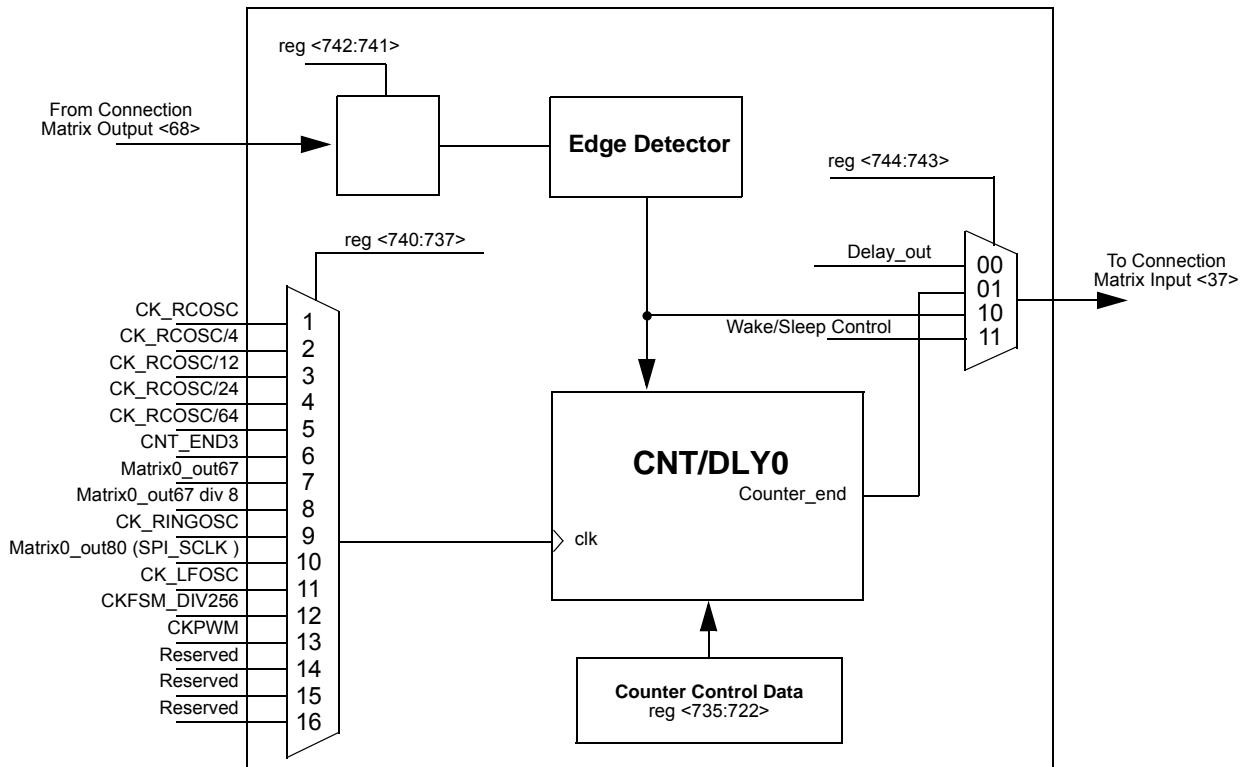 reg <742:741>
From Connection
Matrix Output <68>
Edge Detector
reg <744:743>
reg <740:737>
Delay_out
00
01
10
11
To Connection
Matrix Input <37>
Wake/Sleep Control
CK_RCOSC 1
CK_RCOSC/4 2
CK_RCOSC/12 3
CK_RCOSC/24 4
CK_RCOSC/64 5
CNT_END3 6
Matrix0_out67 7
Matrix0_out67 div 8 8
CK_RINGOSC 9
Matrix0_out80 (SPI_SCLK ) 10
CK_LFOSC 11
CKFSM_DIV256 12
CKPWM 13
Reserved 14
Reserved 15
Reserved 16
CNT/DLY0
Counter_end
clk
Counter Control Data
reg <735:722>